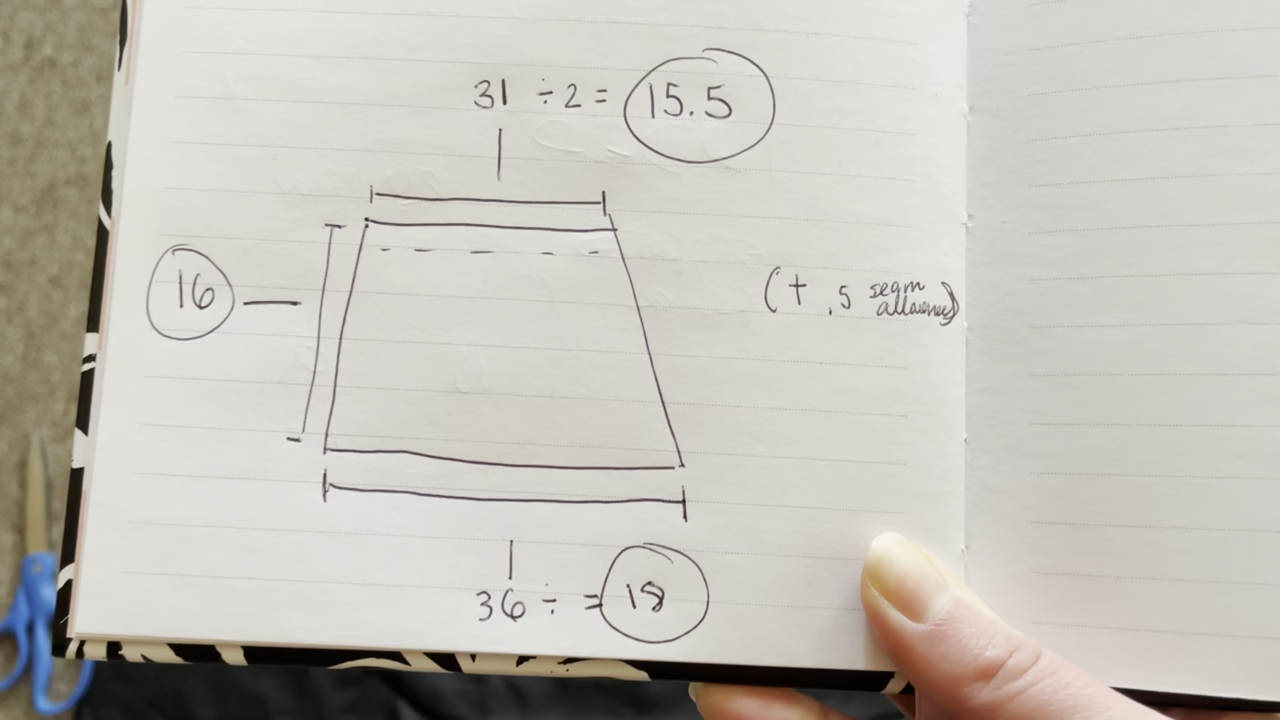 31 ÷2 = 15.5
16
(+ .5 seam
allowance)
36 ÷ = 18